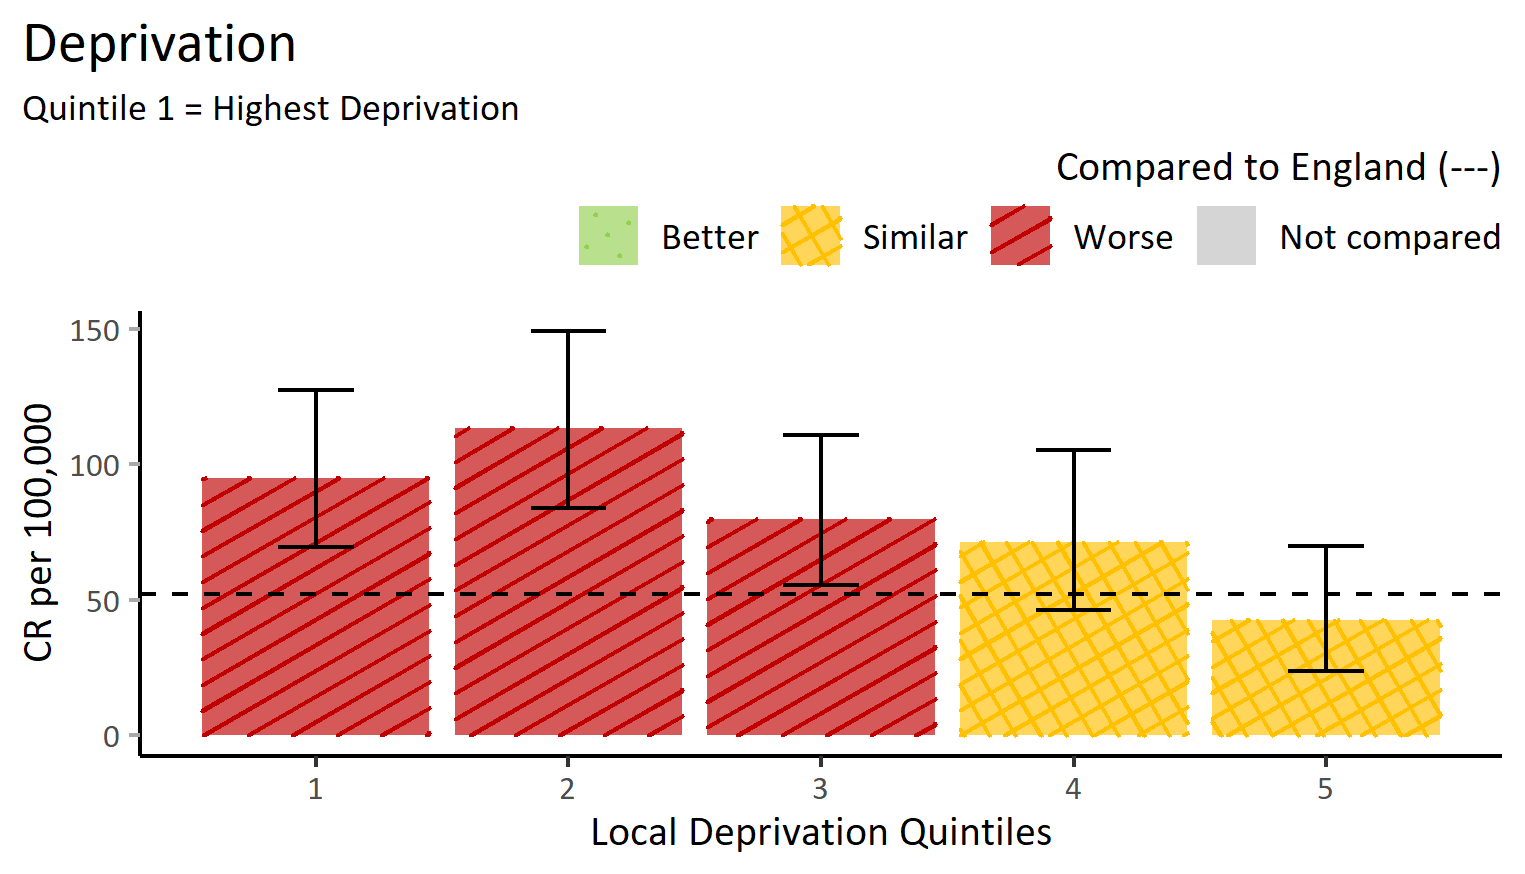 Deprivation
Quintile 1 = Highest Deprivation
Compared to England (---)
Better Similar Worse Not compared
CR per 100,000
150
100
50
0
1 2 3 4 5
Local Deprivation Quintiles